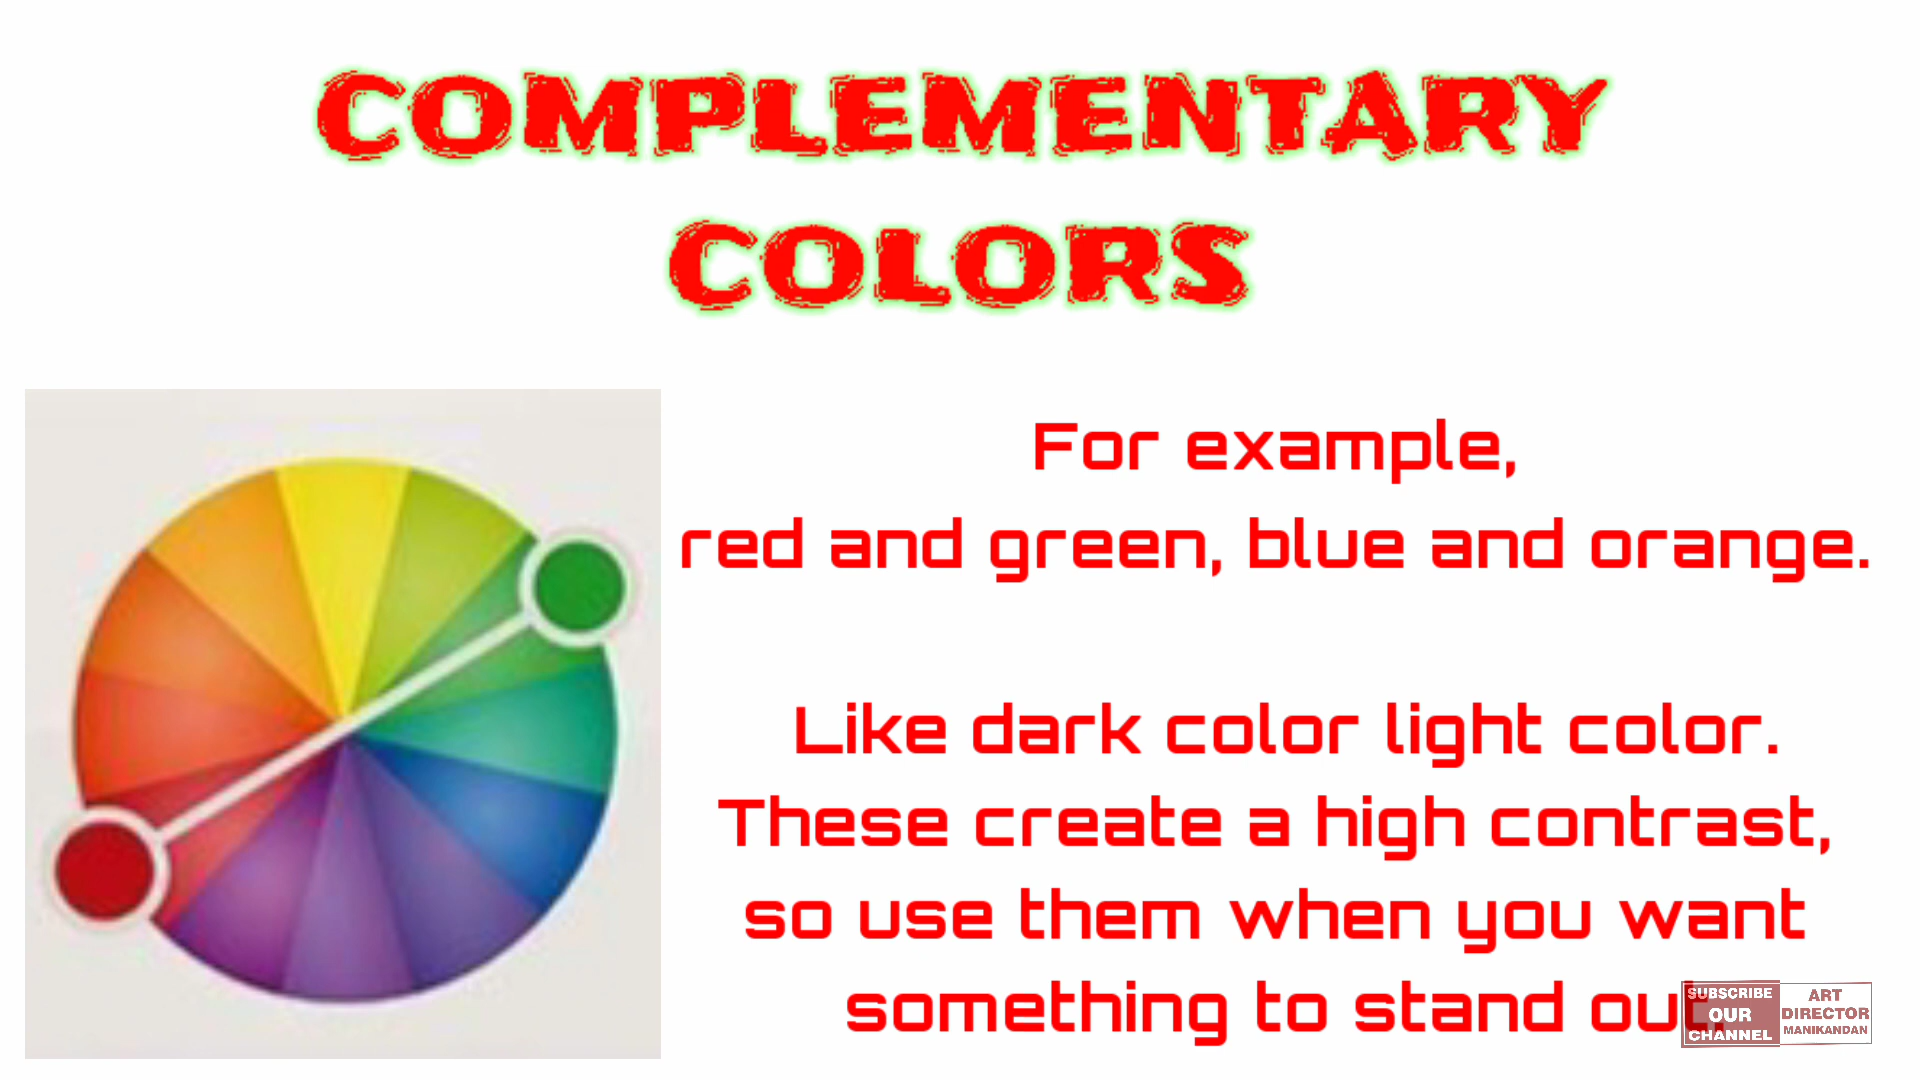 COMPLEMENTARY
COLORS
For example,
red and green, blue and orange.
Like dark color light color.
These create a high contrast,
so use them when you want
something to stand out.
SUBSCRIBE
OUR
CHANNEL
ART
DIRECTOR
MANIKANDAN